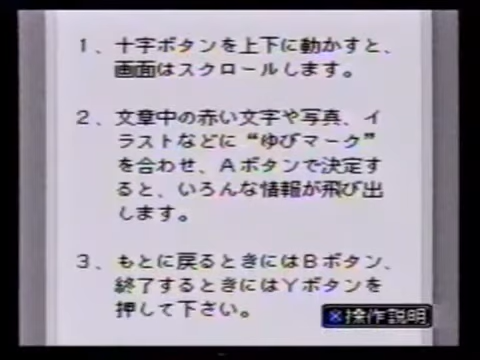 １、十字ボタンを上下に動かすと、
画面はスクロールします。
２、文章中の赤い文字や写真、イ
ラストなどに“ゆびマーク”
を合わせ、Ａボタンで決定す
ると、いろんな情報が飛び出
します。
３、もとに戻るときにはＢボタン、
終了するときにはＹボタンを
押して下さい。
※操作説明